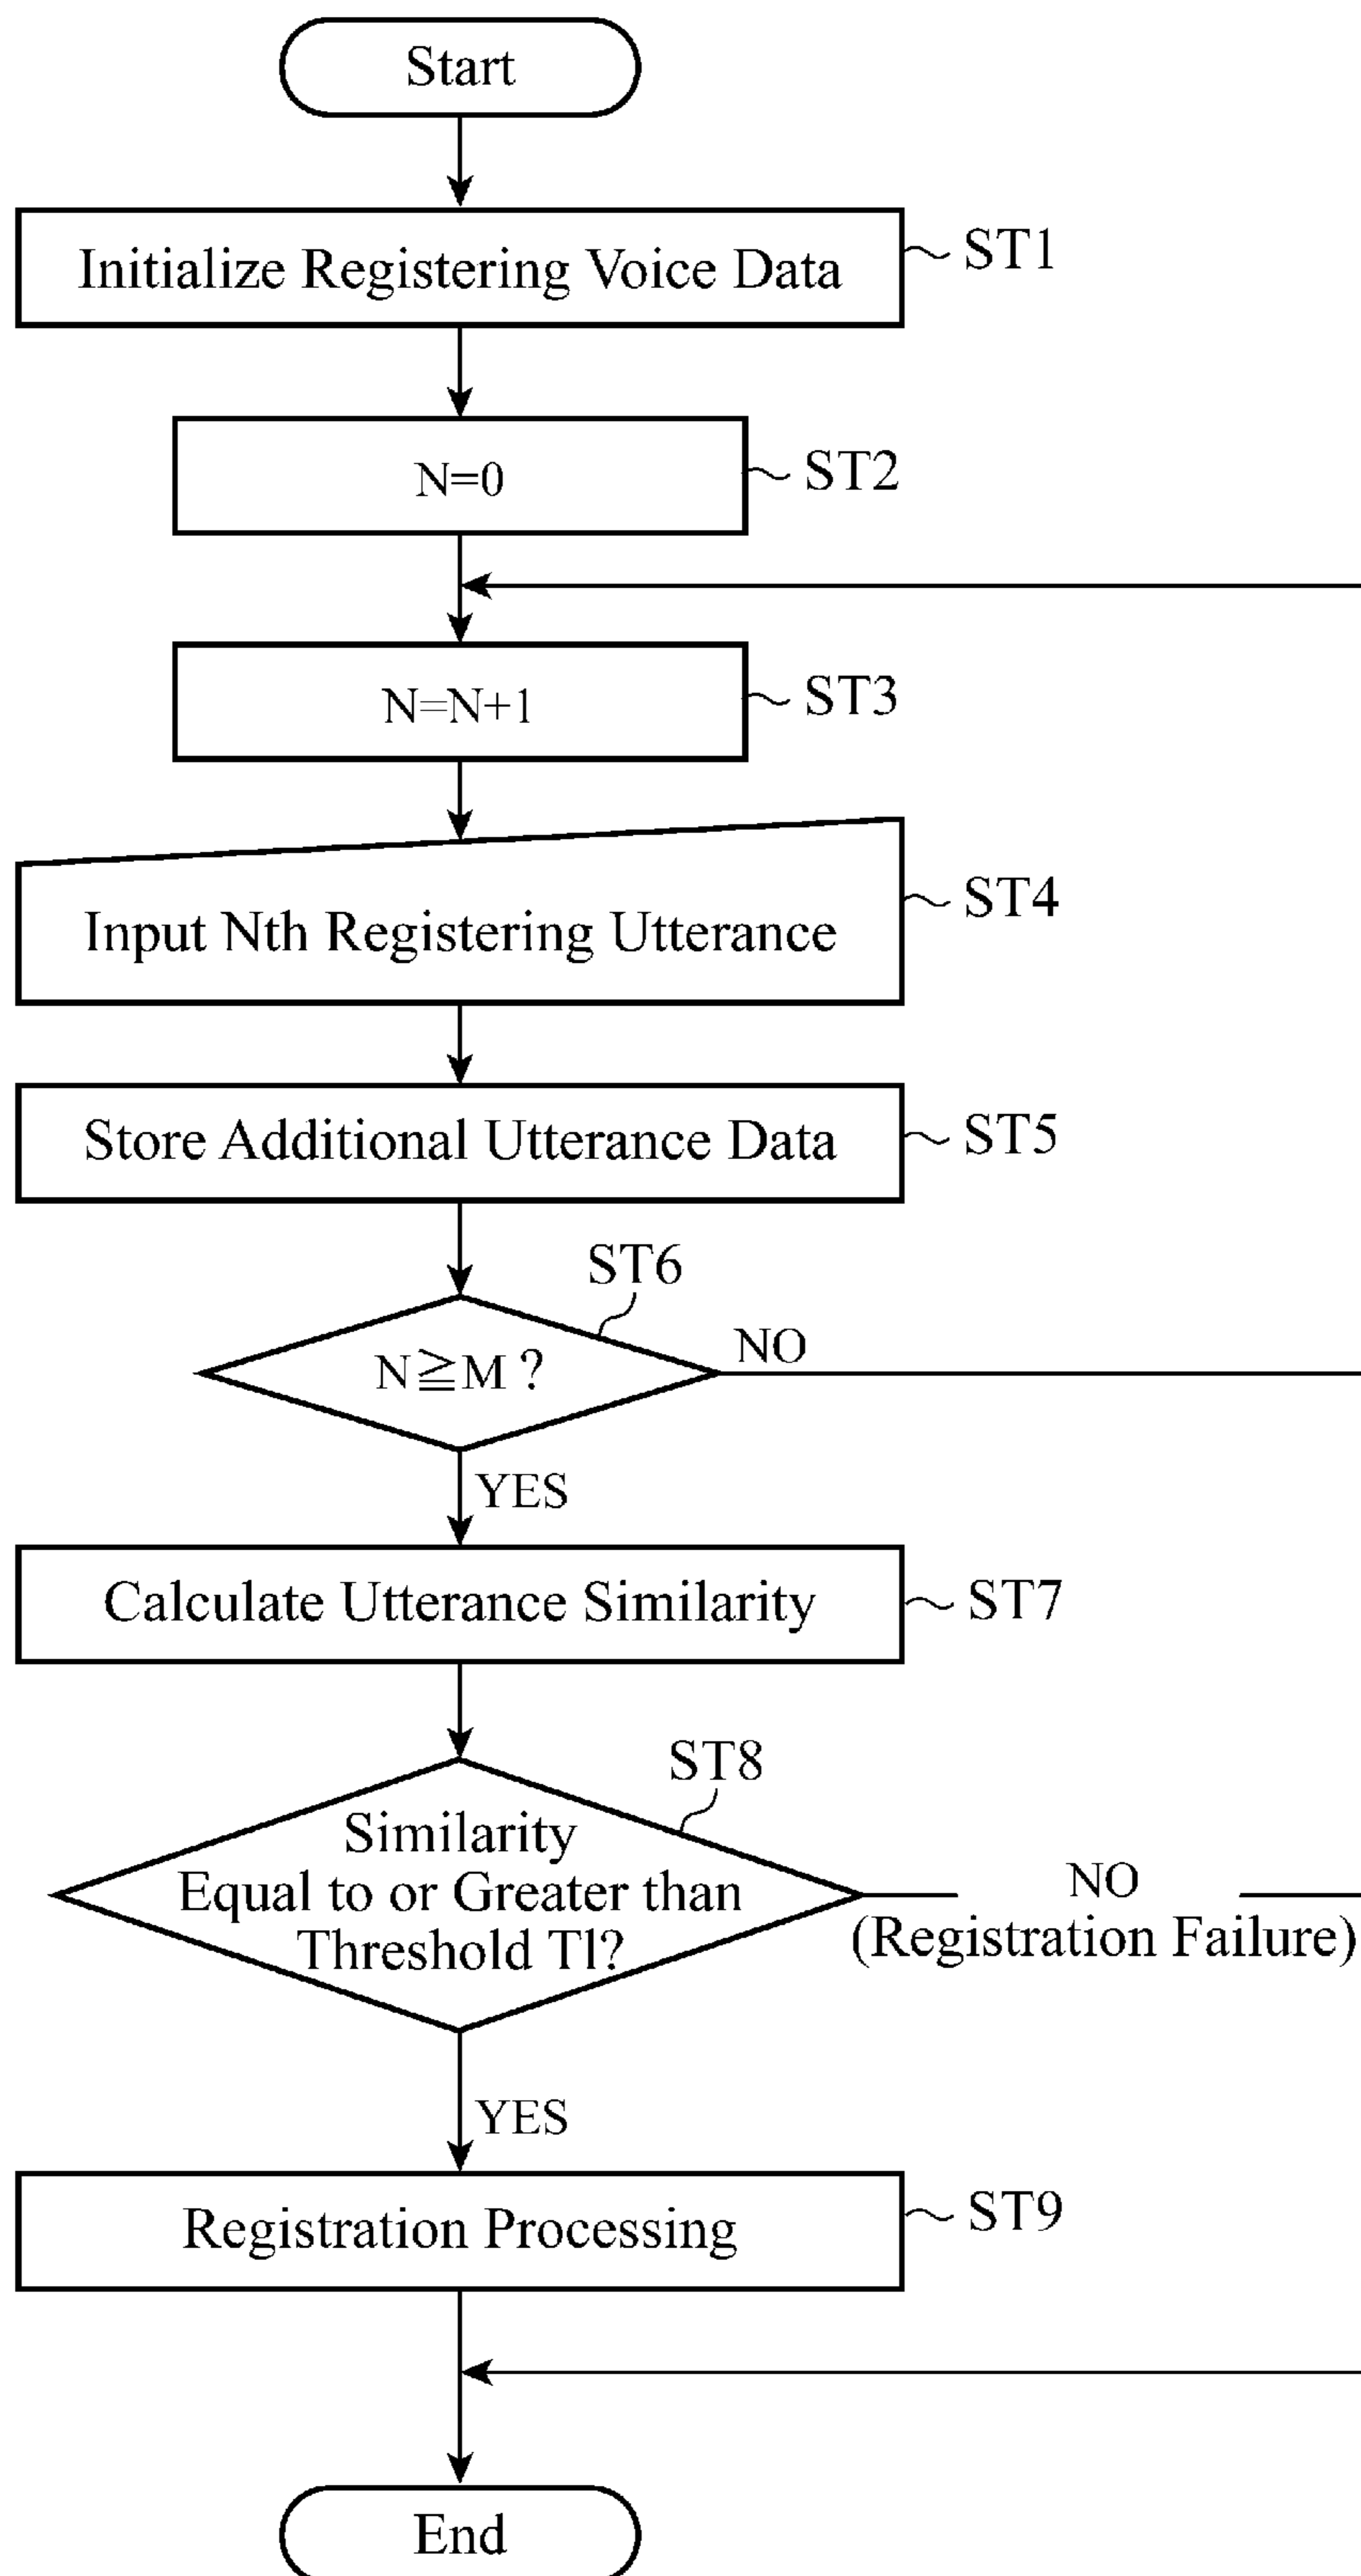 Start
Initialize Registering Voice Data
ST1
N=0
ST2
N=N+1
ST3
Input Nth Registering Utterance
ST4
Store Additional Utterance Data
ST5
ST6
N≧M ?
NO
YES
Calculate Utterance Similarity
ST7
ST8
Similarity
Equal to or Greater than
Threshold Tl?
NO
(Registration Failure)
YES
Registration Processing
ST9
End